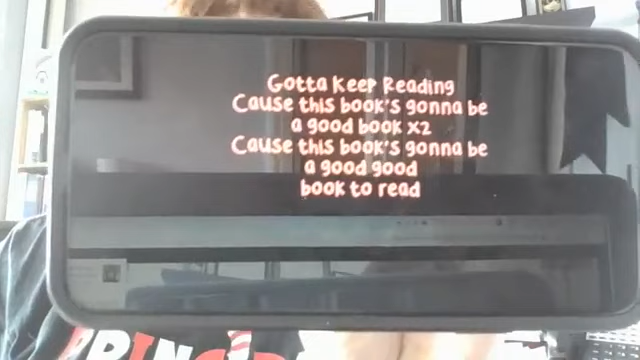 Gotta Keep Reading
Cause this book's gonna be
a good book x2
Cause this book's gonna be
a good good
book to read